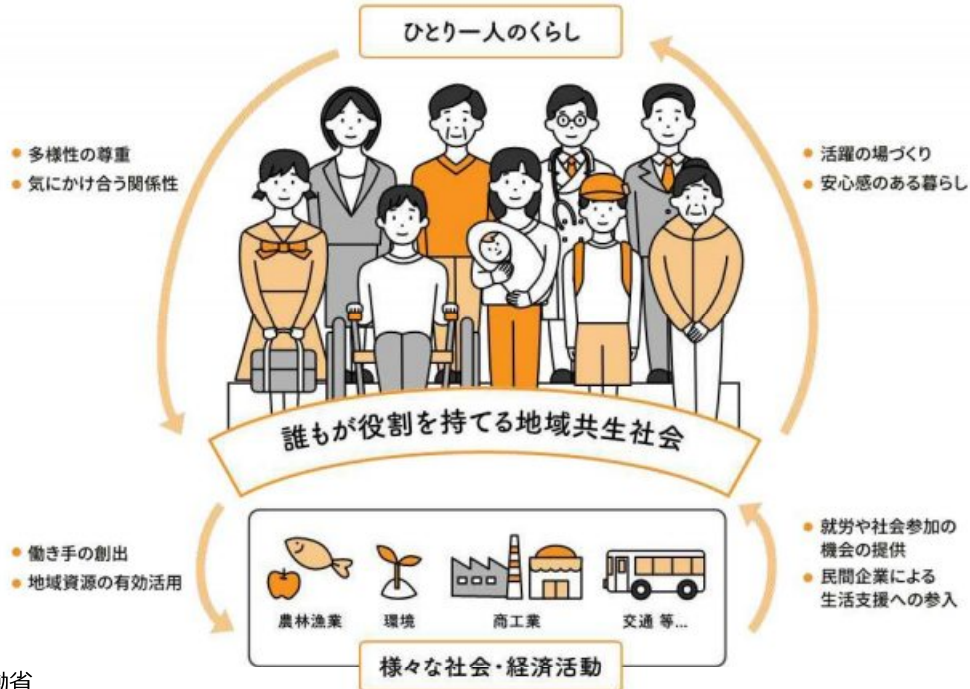 ひとり一人のくらし
● 多様性の尊重
● 気にかけ合う関係性
● 活躍の場づくり
● 安心感のある暮らし
誰もが役割を持てる地域共生社会
● 働き手の創出
● 地域資源の有効活用
● 就労や社会参加の
機会の提供
● 民間企業による
生活支援への参入
農林漁業 環境 商工業 交通 等...
様々な社会・経済活動
省